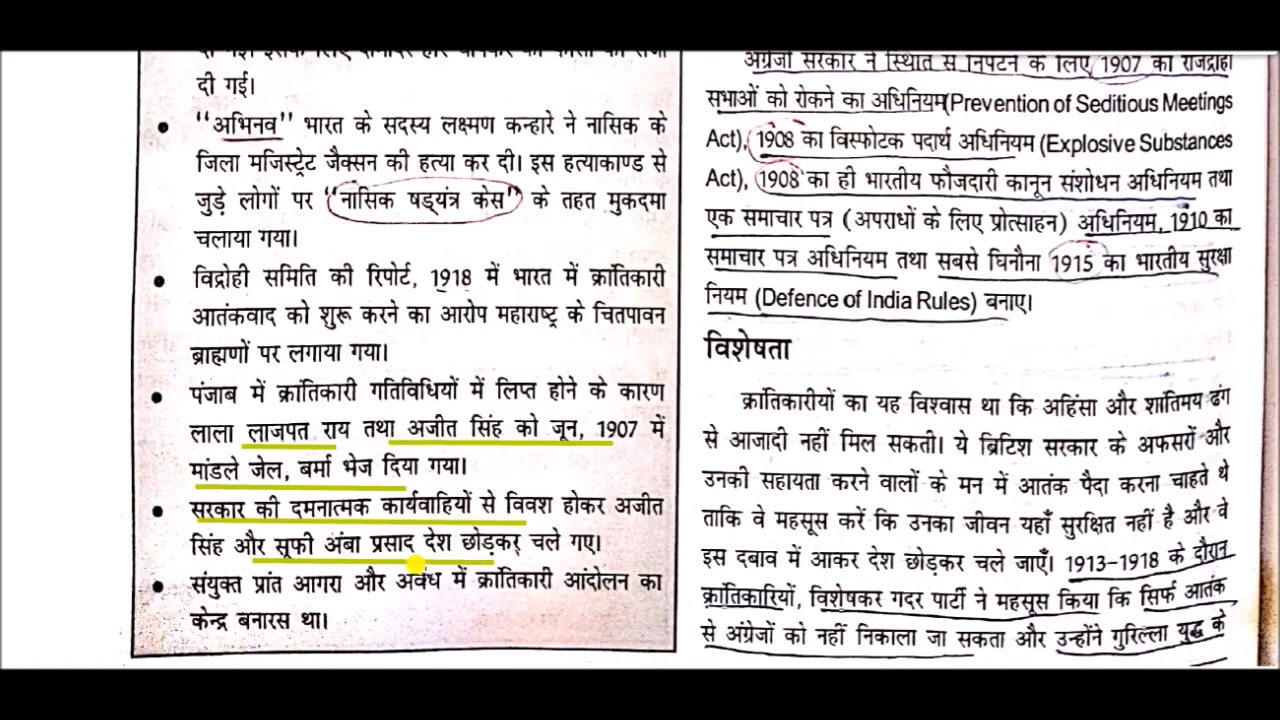 दी गई।
“अभिनव” भारत के सदस्य लक्ष्मण कन्हारे ने नासिक के
जिला मजिस्ट्रेट जैक्सन की हत्या कर दी। इस हत्याकाण्ड से
जुड़े लोगों पर “नासिक षड्यंत्र केस” के तहत मुकदमा
चलाया गया।
विद्रोही समिति की रिपोर्ट, 1918 में भारत में क्रांतिकारी
आतंकवाद को शुरू करने का आरोप महाराष्ट्र के चितपावन
ब्राह्मणों पर लगाया गया।
पंजाब में क्रांतिकारी गतिविधियों में लिप्त होने के कारण
लाला लाजपत राय तथा अजीत सिंह को जून, 1907 में
मांडले जेल, बर्मा भेज दिया गया।
सरकार की दमनात्मक कार्यवाहियों से विवश होकर अजीत
सिंह और सूफी अंबा प्रसाद देश छोड़कर चले गए।
संयुक्त प्रांत आगरा और अवध में क्रांतिकारी आंदोलन का
केन्द्र बनारस था।
अंग्रेजी सरकार ने स्थिति से निपटने के लिए 1907 का राजद्रोही
सभाओं को रोकने का अधिनियम(Prevention of Seditious Meetings
Act), 1908 का विस्फोटक पदार्थ अधिनियम (Explosive Substances
Act), 1908 का ही भारतीय फौजदारी कानून संशोधन अधिनियम तथा
एक समाचार पत्र (अपराधों के लिए प्रोत्साहन) अधिनियम, 1910 का
समाचार पत्र अधिनियम तथा सबसे घिनौना 1915 का भारतीय सुरक्षा
नियम (Defence of India Rules) बनाए।
विशेषता
क्रांतिकारीयों का यह विश्वास था कि अहिंसा और शांतिमय ढंग
से आजादी नहीं मिल सकती। ये ब्रिटिश सरकार के अफसरों और
उनकी सहायता करने वालों के मन में आतंक पैदा करना चाहते थे
ताकि वे महसूस करें कि उनका जीवन यहाँ सुरक्षित नहीं है और वे
इस दबाव में आकर देश छोड़कर चले जाएँ। 1913-1918 के दौरान
क्रांतिकारियों, विशेषकर गदर पार्टी ने महसूस किया कि सिर्फ आतंक
से अंग्रेजों को नहीं निकाला जा सकता और उन्होंने गुरिल्ला युद्ध के